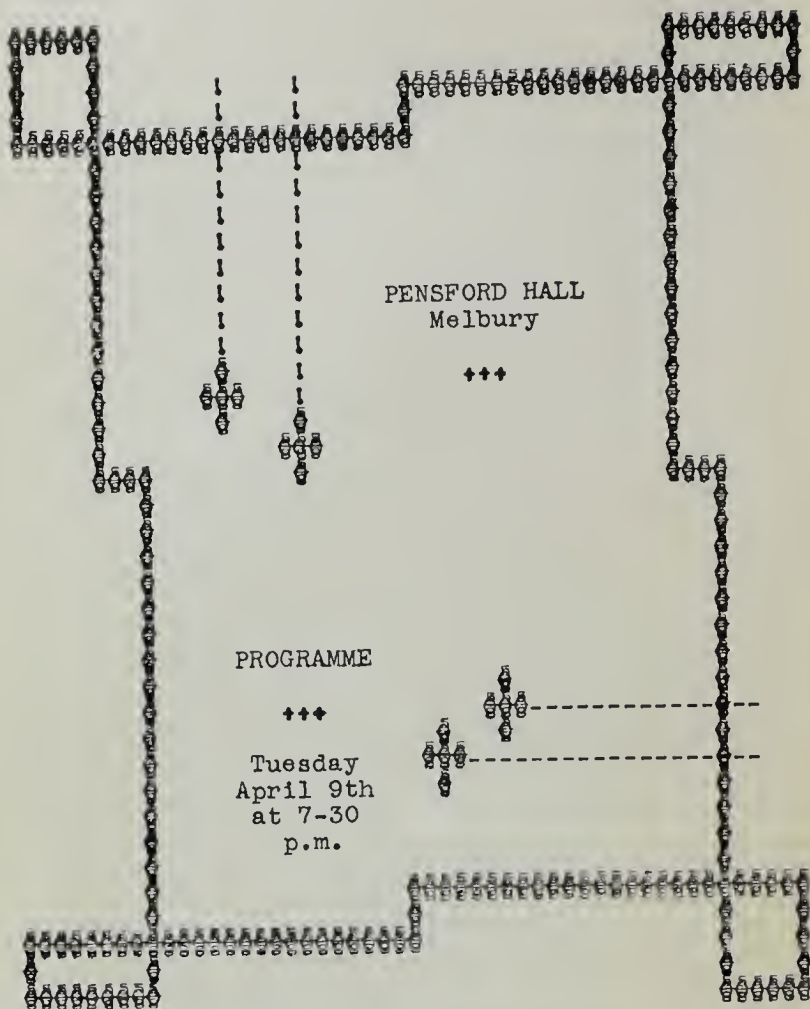 PENSFORD HALL
Melbury
+++
PROGRAMME
+++
Tuesday
April 9th
at 7-30
p.m.